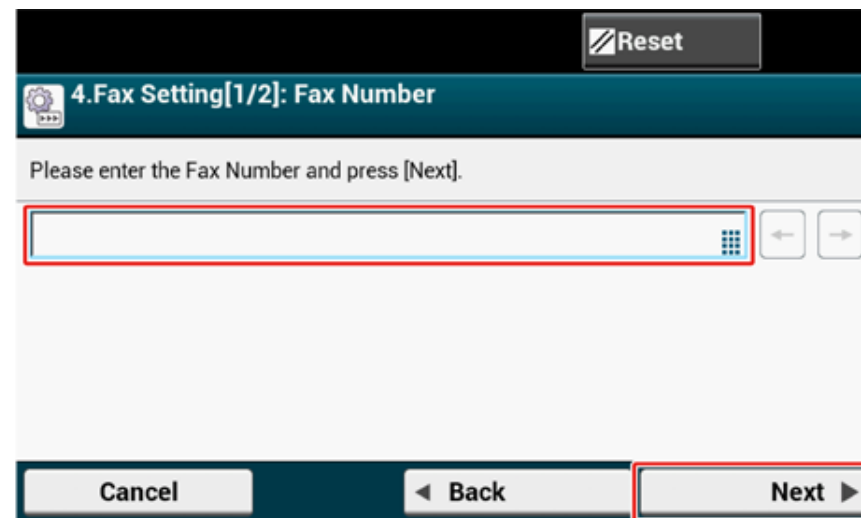 Reset
4.Fax Setting[1/2]: Fax Number
Please enter the Fax Number and press [Next].
Cancel
Back
Next